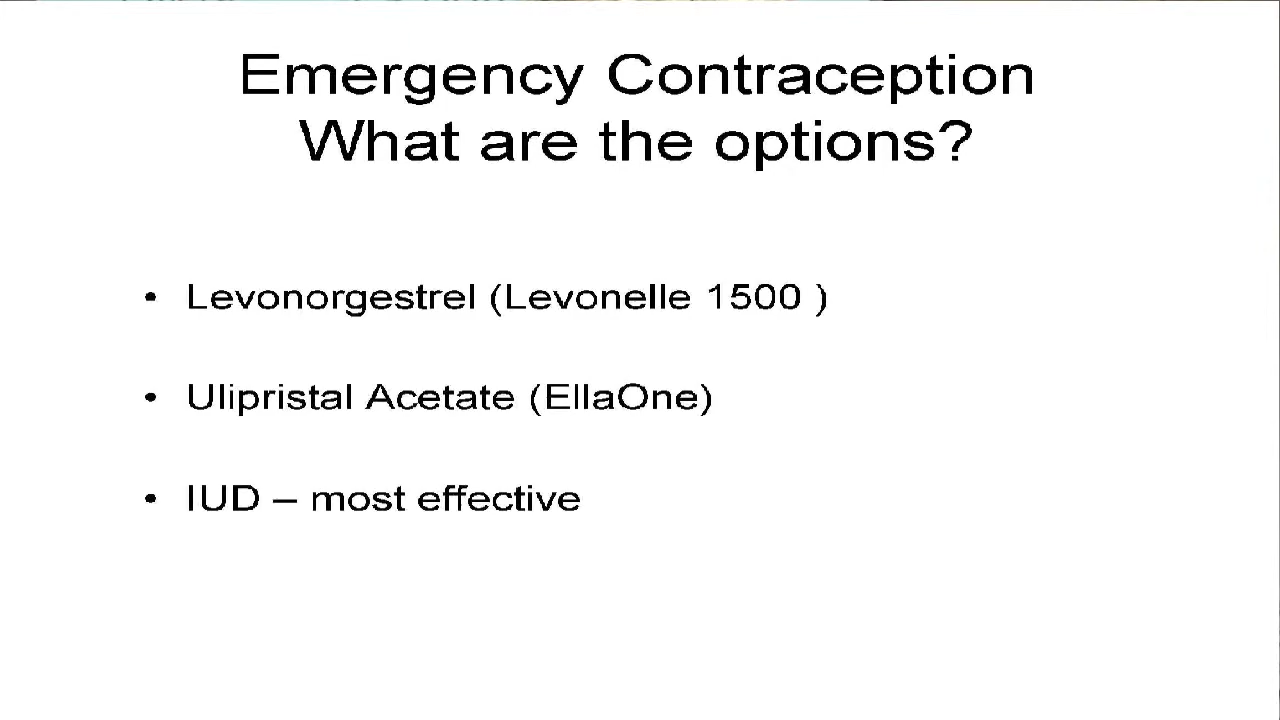 Emergency Contraception
What are the options?
• Levonorgestrel (Levonelle 1500 )
• Ulipristal Acetate (EllaOne)
• IUD – most effective